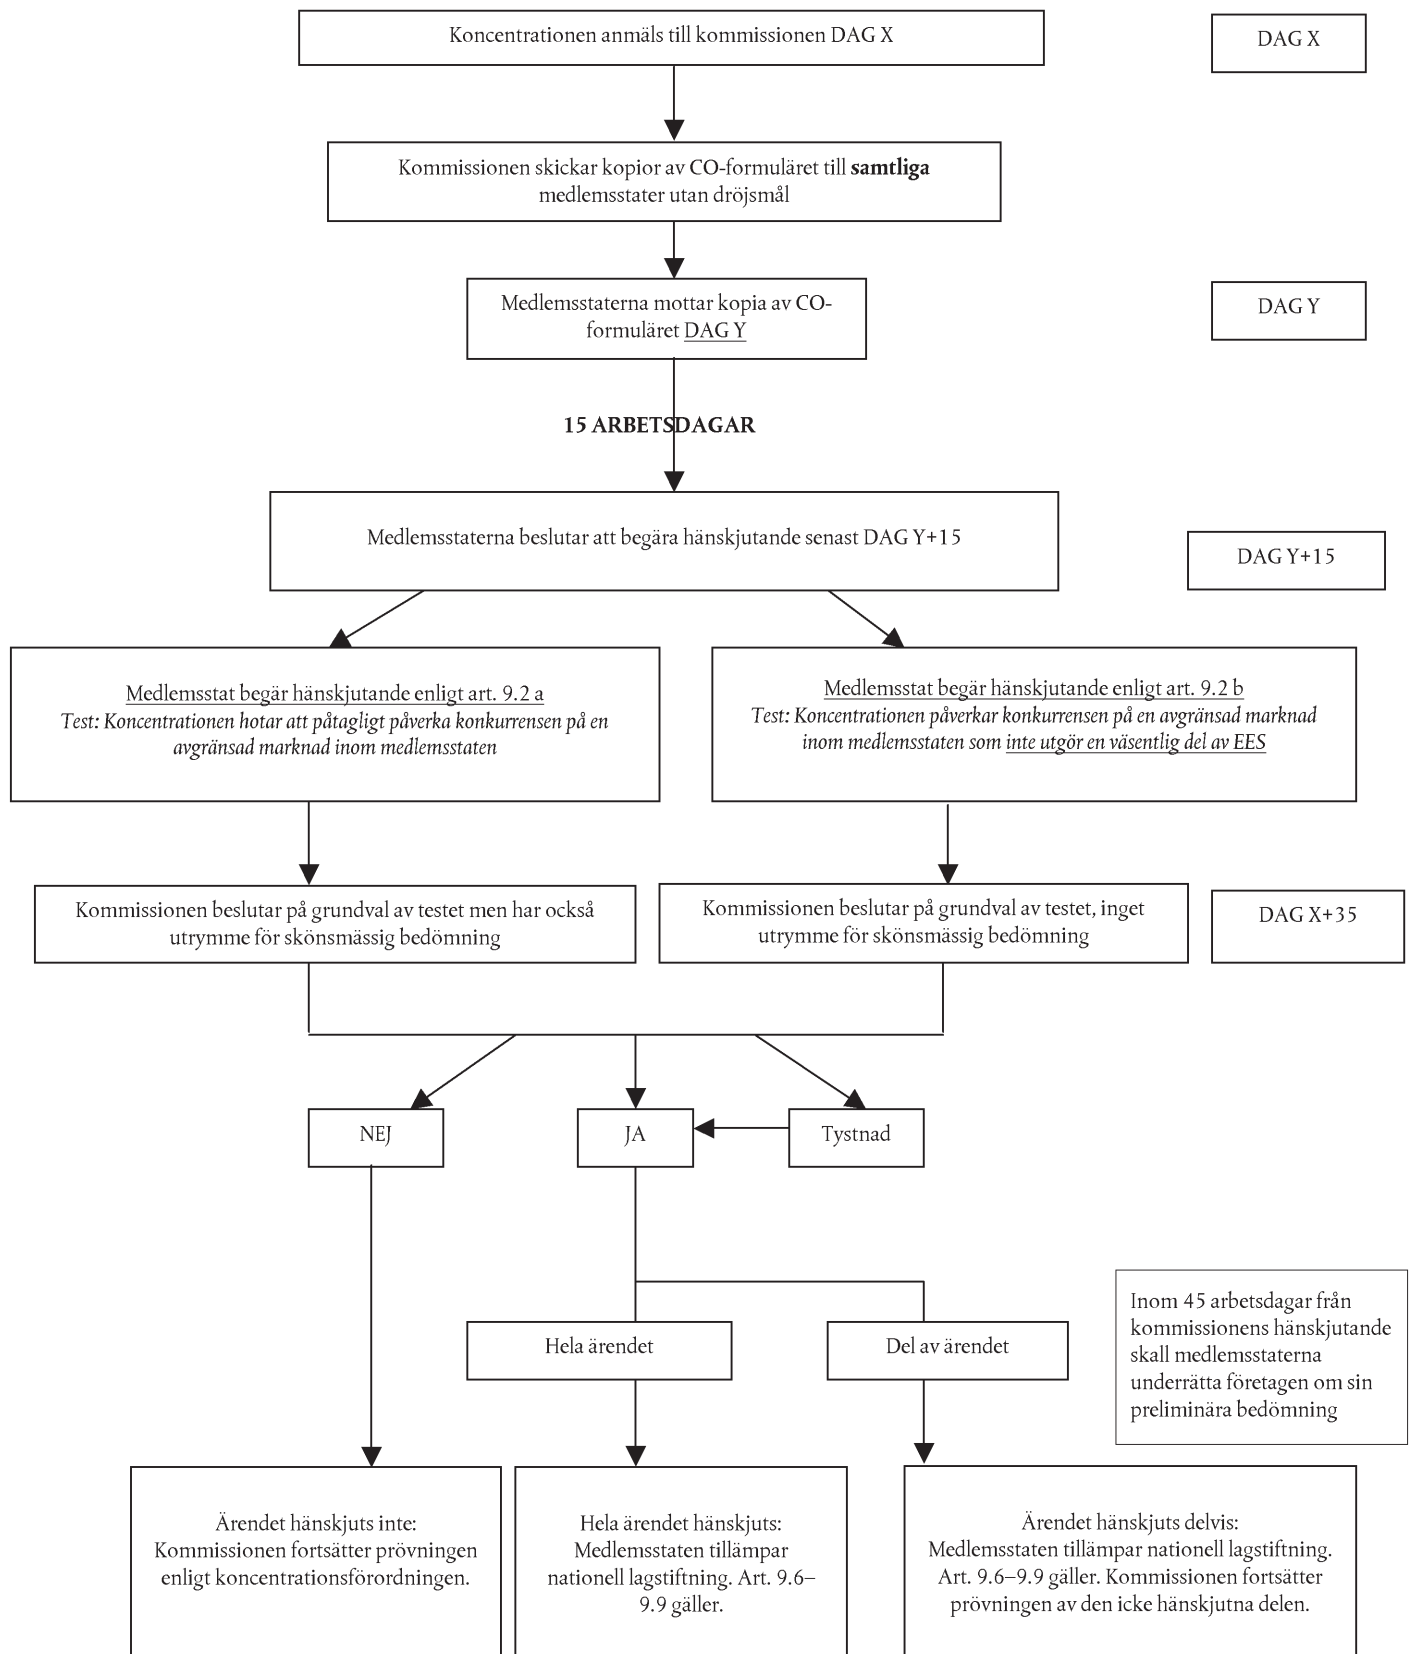 Koncentrationen anmäls till kommissionen DAG X
DAG X
Kommissionen skickar kopior av CO-formuläret till samtliga
medlemsstater utan dröjsmål
Medlemsstaterna mottar kopia av CO-
formuläret DAG Y
DAG Y
15 ARBETSDAGAR
Medlemsstaterna beslutar att begära hänskjutande senast DAG Y+15
DAG Y+15
Medlemsstat begär hänskjutande enligt art. 9.2 a
Test: Koncentrationen hotar att påtagligt påverka konkurrensen på en
avgränsad marknad inom medlemsstaten
Medlemsstat begär hänskjutande enligt art. 9.2 b
Test: Koncentrationen påverkar konkurrensen på en avgränsad marknad
inom medlemsstaten som inte utgör en väsentlig del av EES
Kommissionen beslutar på grundval av testet men har också
utrymme för skönsmässig bedömning
Kommissionen beslutar på grundval av testet, inget
utrymme för skönsmässig bedömning
DAG X+35
NEJ
JA
Tystnad
Hela ärendet
Del av ärendet
Inom 45 arbetsdagar från
kommissionens hänskjutande
skall medlemsstaterna
underrätta företagen om sin
preliminära bedömning
Ärendet hänskjuts inte:
Kommissionen fortsätter prövningen
enligt koncentrationsförordningen.
Hela ärendet hänskjuts:
Medlemsstaten tillämpar
nationell lagstiftning. Art. 9.6–
9.9 gäller.
Ärendet hänskjuts delvis:
Medlemsstaten tillämpar nationell lagstiftning.
Art. 9.6–9.9 gäller. Kommissionen fortsätter
prövningen av den icke hänskjutna delen.